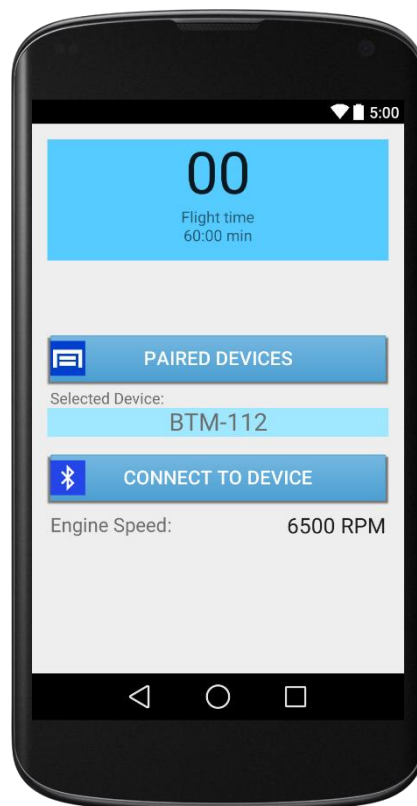 5:00
00
Flight time
60:00 min
PAIRED DEVICES
Selected Device:
BTM-112
CONNECT TO DEVICE
Engine Speed: 6500 RPM